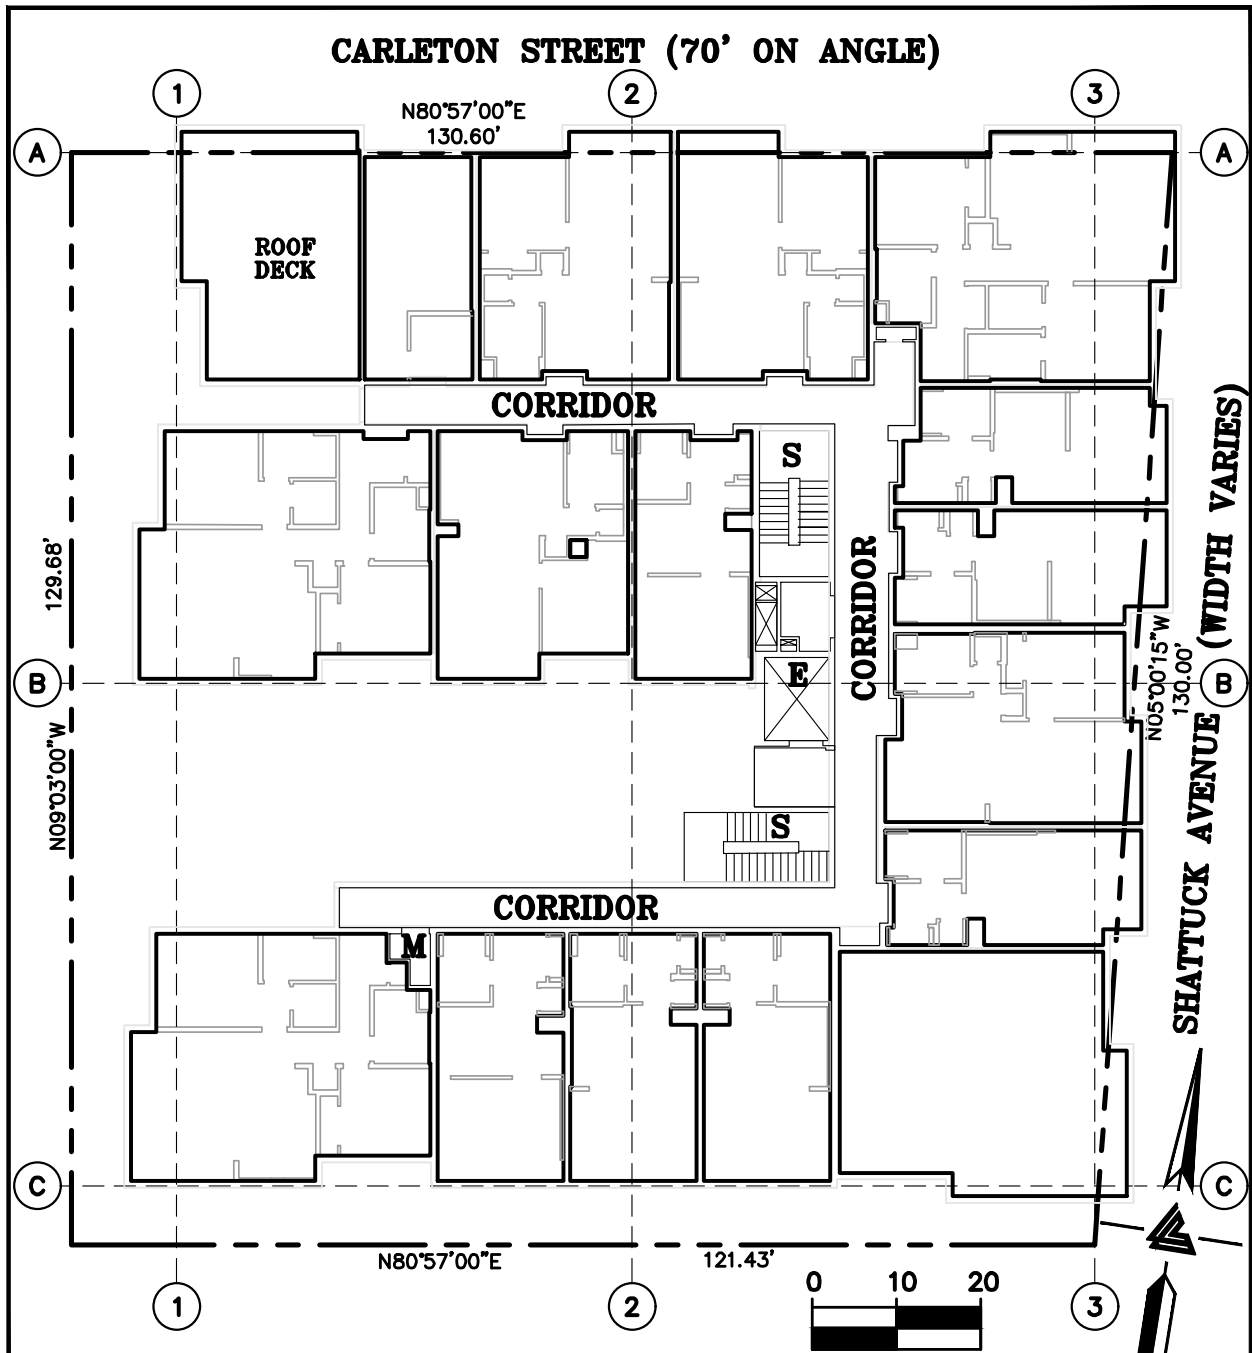 CARLETON STREET (70' ON ANGLE)
1
2
3
N80°57'00"E
130.60'
A
A
ROOF
DECK
CORRIDOR
S
CORRIDOR
129.68'
N09°03'00"W
B
E
B
N05°00'15"W
130.00'
SHATTUCK AVENUE (WIDTH VARIES)
S
CORRIDOR
M
C
C
N80°57'00"E
121.43'
0 10 20
1
2
3